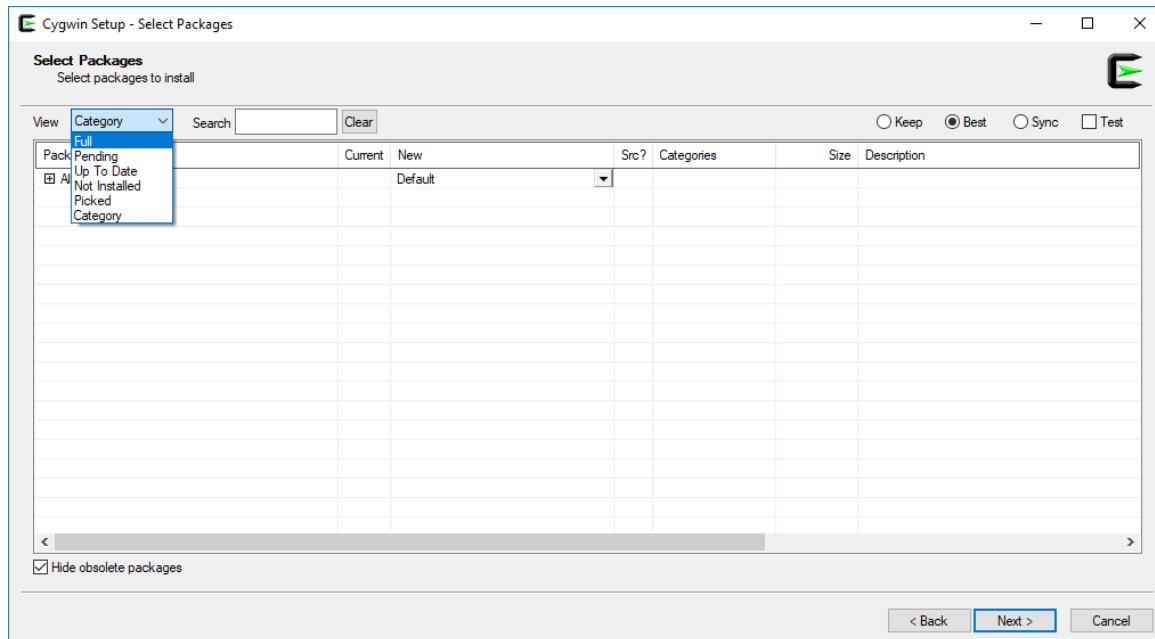 Cygwin Setup - Select Packages
Select Packages
Select packages to install
View Category Search Clear Keep Best Sync Test
Full
Pending
Up To Date
Not Installed
Picked
Category
Current New Src? Categories Size Description
Default
Hide obsolete packages
< Back Next > Cancel